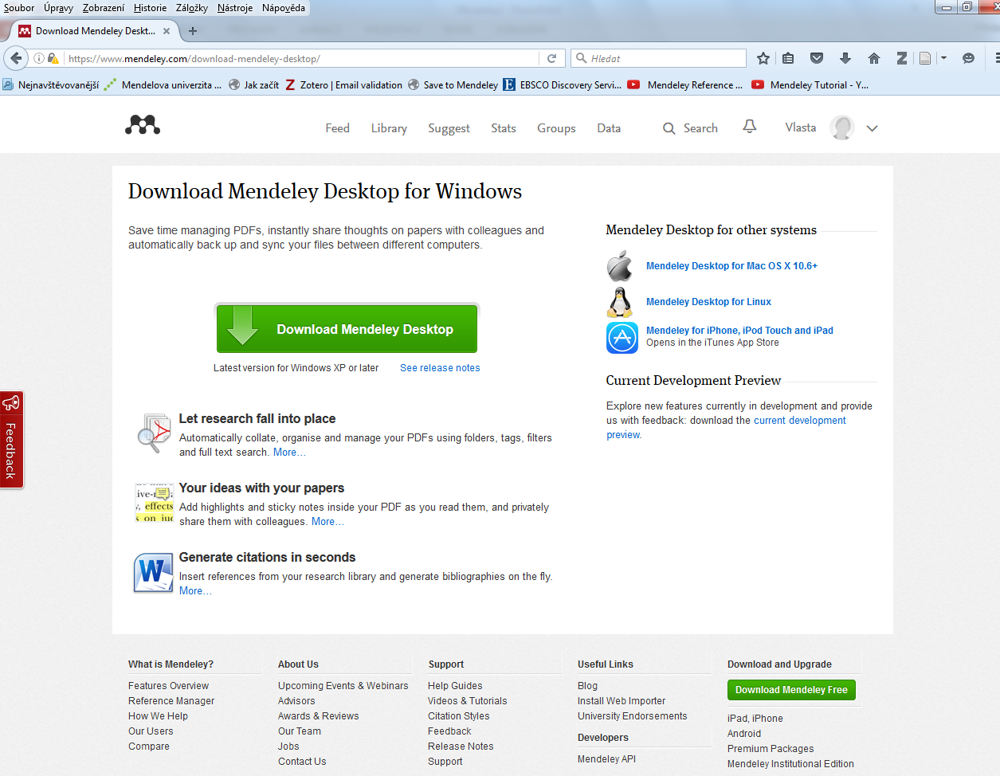 Soubor Úpravy Zobrazení Historie Záložky Nástroje Nápověda
Download Mendeley Deskt...
https://www.mendeley.com/download-mendeley-desktop/
Hledat
Nejnavštěvovanější Mendelova univerzita ... Jak začít Zotero | Email validation Save to Mendeley EBSCO Discovery Servi... Mendeley Reference ... Mendeley Tutorial - Y...
Feed Library Suggest Stats Groups Data Search Vlasta
Download Mendeley Desktop for Windows
Save time managing PDFs, instantly share thoughts on papers with colleagues and
automatically back up and sync your files between different computers.
Download Mendeley Desktop
Latest version for Windows XP or later See release notes
Let research fall into place
Automatically collate, organise and manage your PDFs using folders, tags, filters
and full text search. More...
Your ideas with your papers
Add highlights and sticky notes inside your PDF as you read them, and privately
share them with colleagues. More...
Generate citations in seconds
Insert references from your research library and generate bibliographies on the fly.
More...
Mendeley Desktop for other systems
Mendeley Desktop for Mac OS X 10.6+
Mendeley Desktop for Linux
Mendeley for iPhone, iPod Touch and iPad
Opens in the iTunes App Store
Current Development Preview
Explore new features currently in development and provide
us with feedback: download the current development
preview.
Feedback
What is Mendeley?
Features Overview
Reference Manager
How We Help
Our Users
Compare
About Us
Upcoming Events & Webinars
Advisors
Awards & Reviews
Our Team
Jobs
Contact Us
Support
Help Guides
Videos & Tutorials
Citation Styles
Feedback
Release Notes
Support
Useful Links
Blog
Install Web Importer
University Endorsements
Developers
Mendeley API
Download and Upgrade
Download Mendeley Free
iPad, iPhone
Android
Premium Packages
Mendeley Institutional Edition